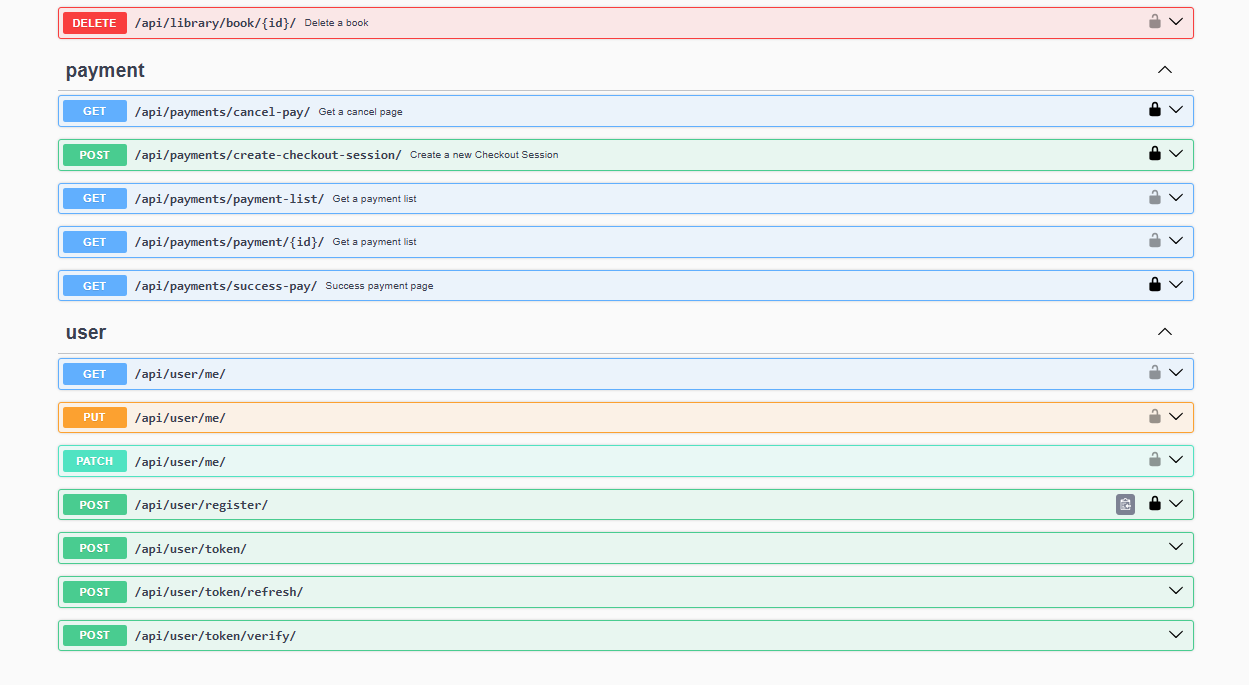 DELETE /api/library/book/{id}/ Delete a book
payment
GET /api/payments/cancel-pay/ Get a cancel page
POST /api/payments/create-checkout-session/ Create a new Checkout Session
GET /api/payments/payment-list/ Get a payment list
GET /api/payments/payment/{id}/ Get a payment list
GET /api/payments/success-pay/ Success payment page
user
GET /api/user/me/
PUT /api/user/me/
PATCH /api/user/me/
POST /api/user/register/
POST /api/user/token/
POST /api/user/token/refresh/
POST /api/user/token/verify/